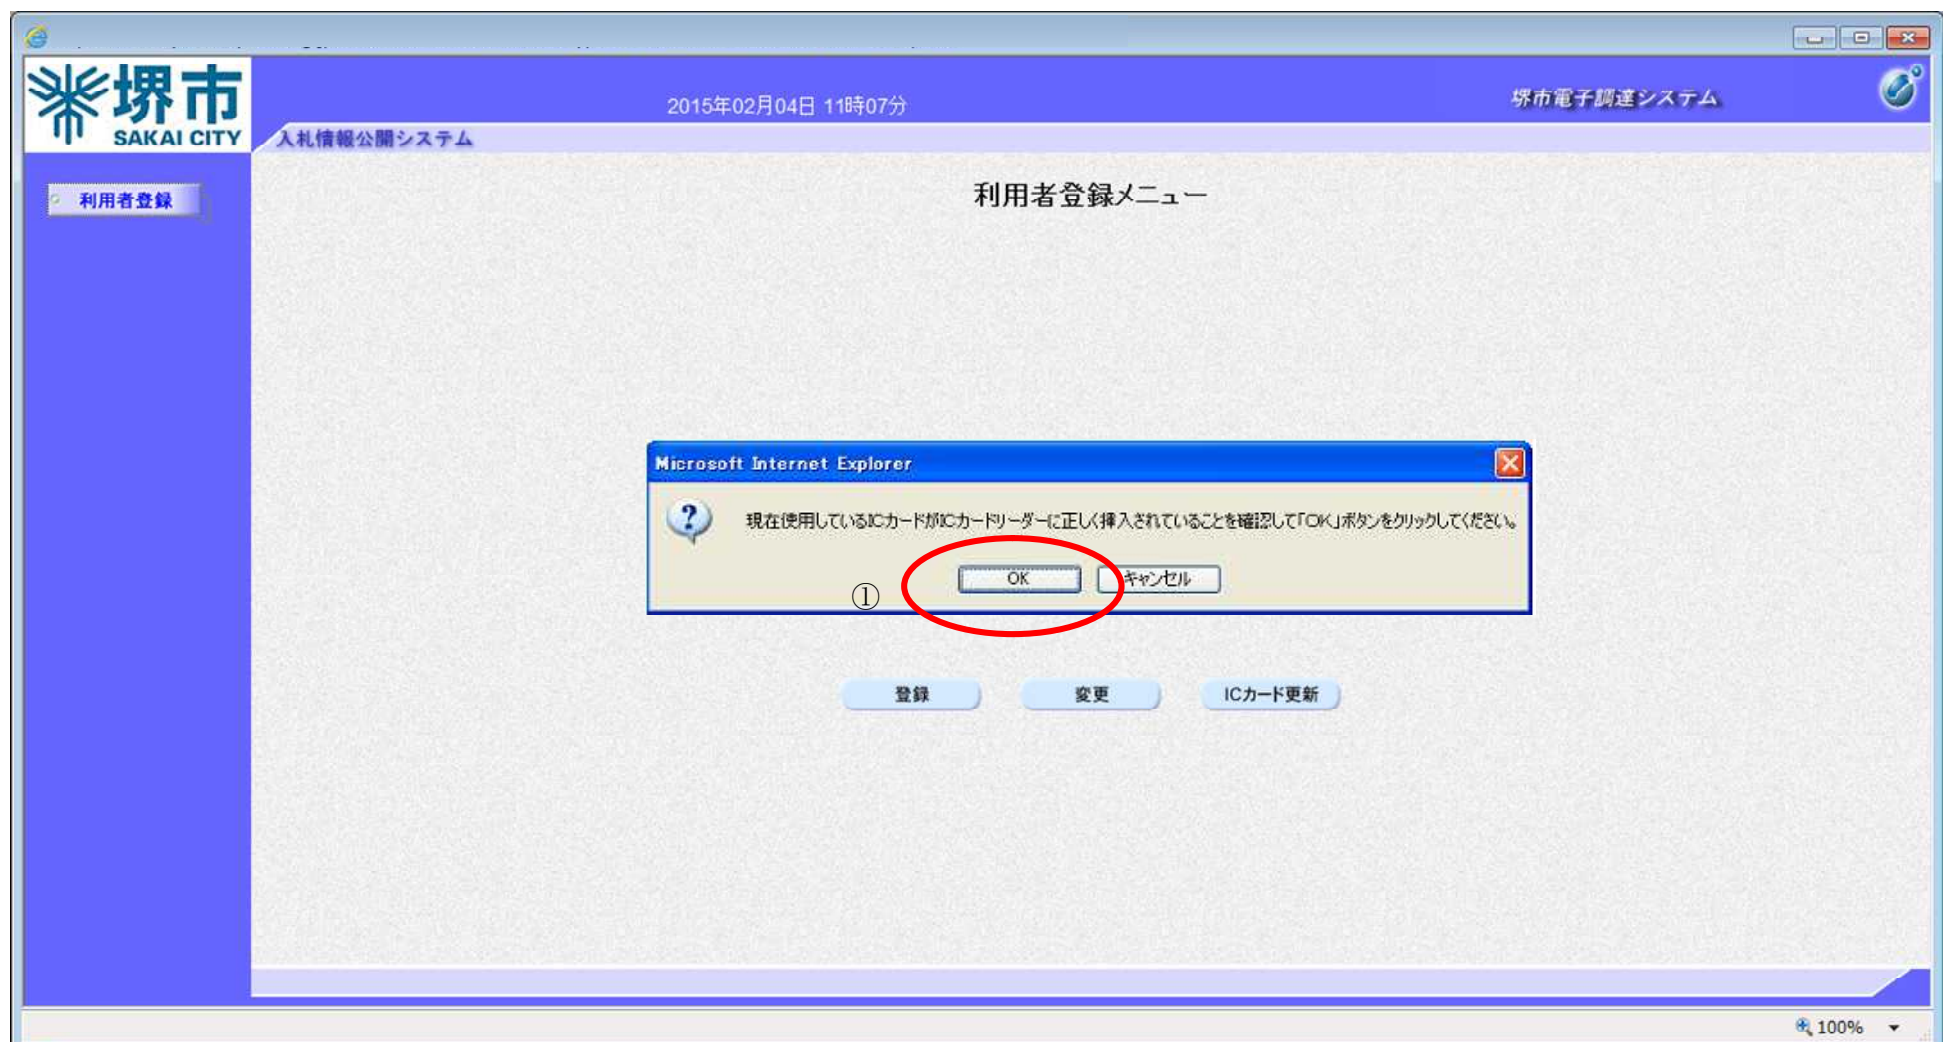 堺市
SAKAI CITY
2015年02月04日 11時07分
堺市電子調達システム
入札情報公開システム
利用者登録
利用者登録メニュー
Microsoft Internet Explorer
現在使用しているICカードがICカードリーダーに正しく挿入されていることを確認して「OK」ボタンをクリックしてください。
①
OK
キャンセル
登録
変更
ICカード更新
100%